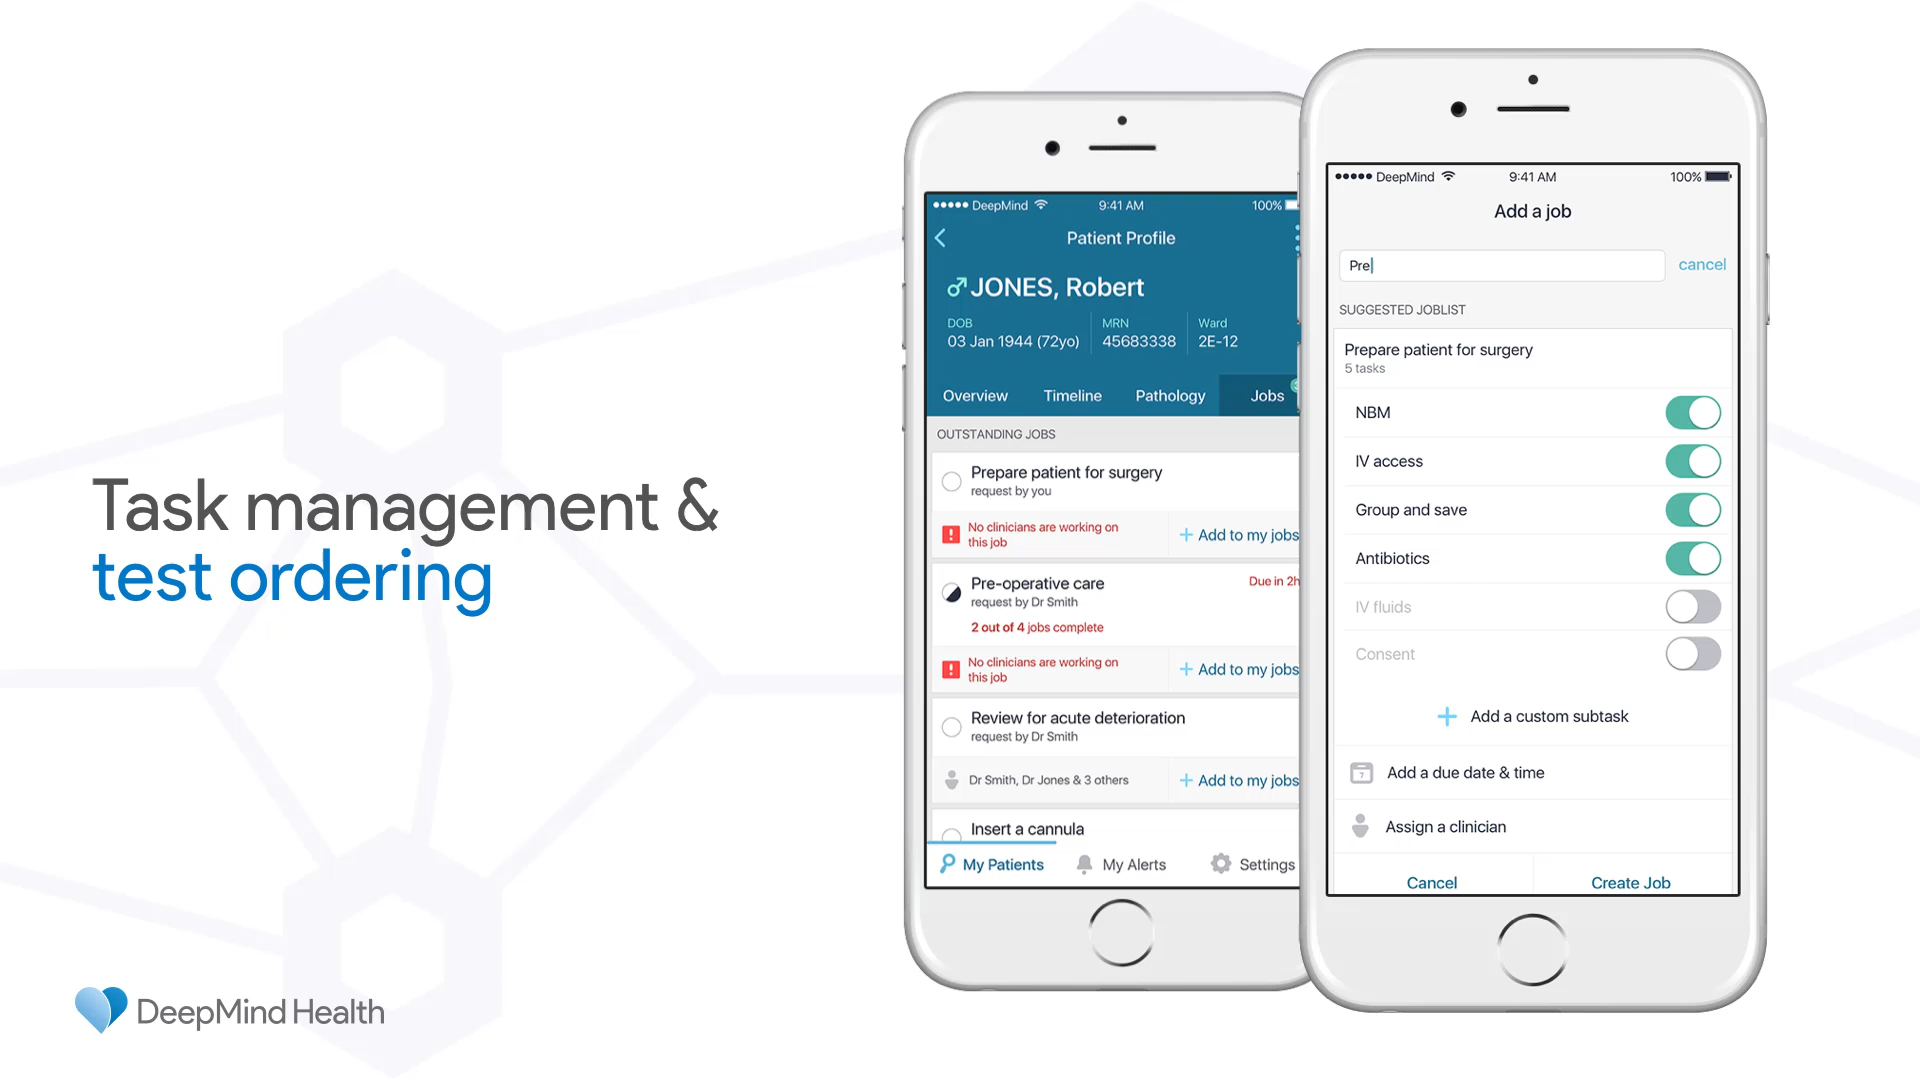 Task management &
test ordering
DeepMind Health
DeepMind 9:41 AM 100%
Patient Profile
JONES, Robert
DOB MRN Ward
03 Jan 1944 (72yo) 45683338 2E-12
Overview Timeline Pathology Jobs
OUTSTANDING JOBS
Prepare patient for surgery
request by you
No clinicians are working on
this job
+ Add to my jobs
Pre-operative care Due in 2h
request by Dr Smith
2 out of 4 jobs complete
No clinicians are working on
this job
+ Add to my jobs
Review for acute deterioration
request by Dr Smith
Dr Smith, Dr Jones & 3 others + Add to my jobs
Insert a cannula
My Patients My Alerts Settings
DeepMind 9:41 AM 100%
Add a job
Pre cancel
SUGGESTED JOBLIST
Prepare patient for surgery
5 tasks
NBM
IV access
Group and save
Antibiotics
IV fluids
Consent
+ Add a custom subtask
7 Add a due date & time
Assign a clinician
Cancel Create Job